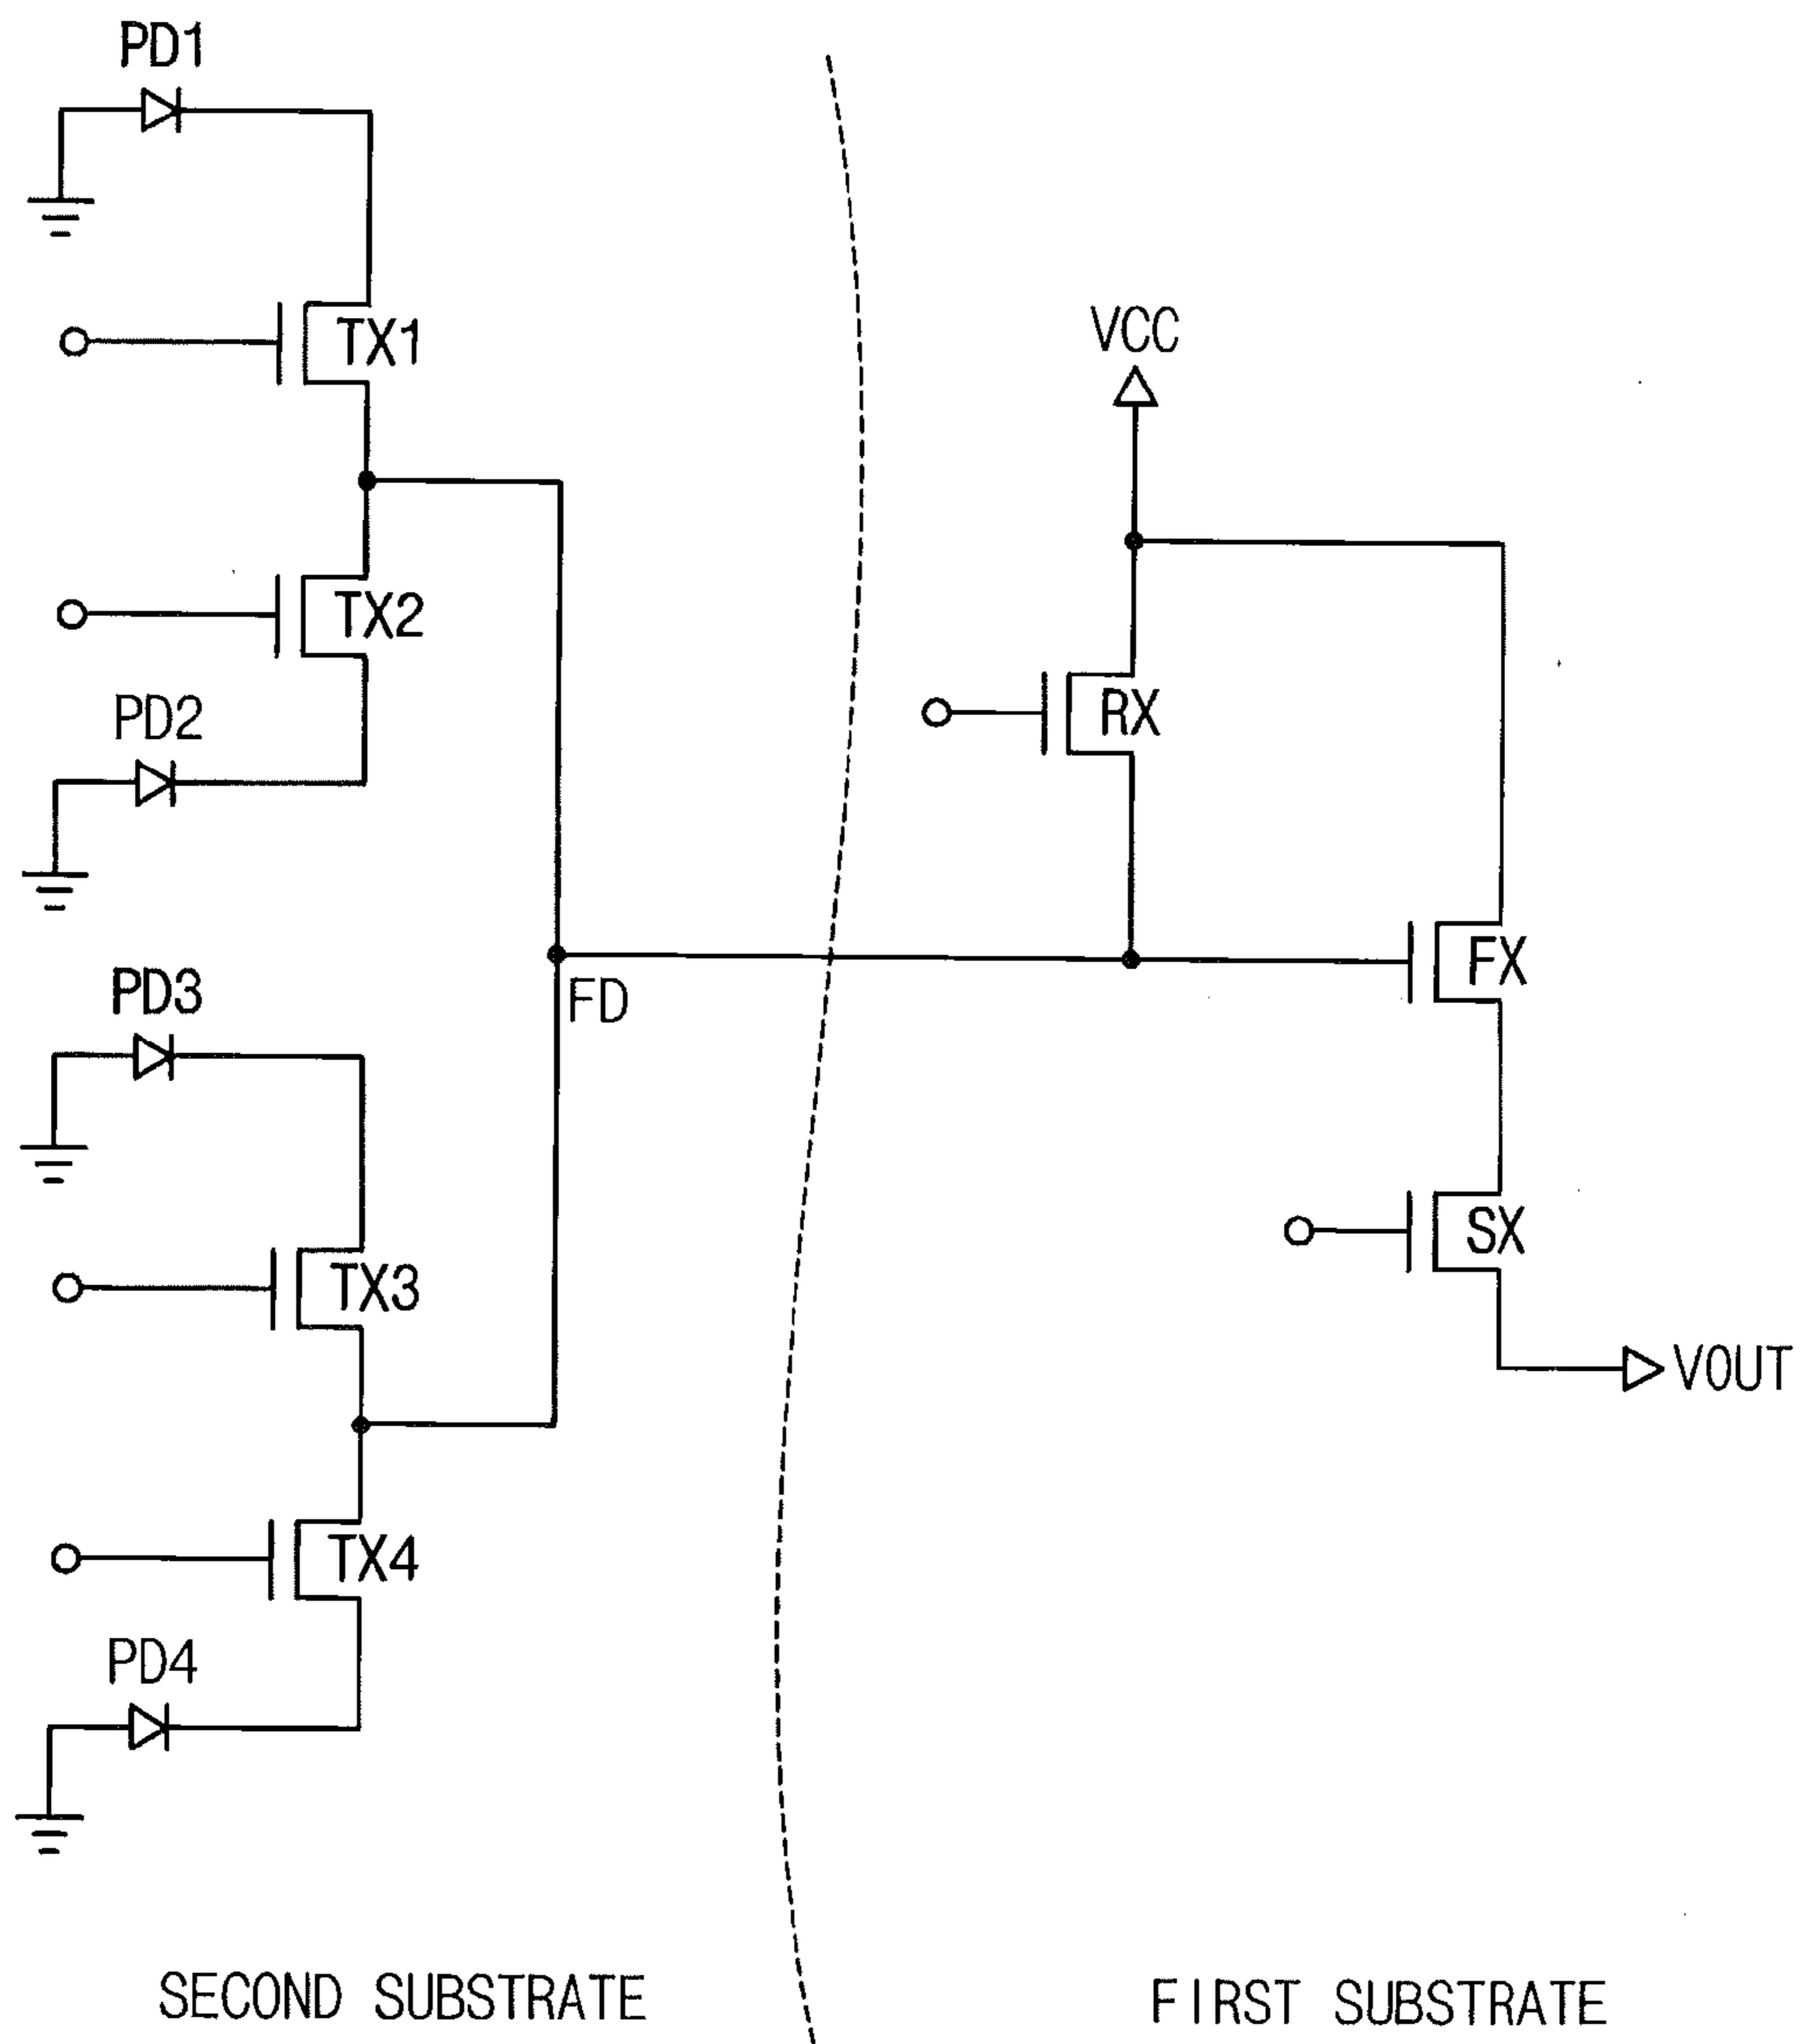 PD1
TX1
VCC
TX2
RX
PD2
FX
PD3
FD
SX
TX3
VOUT
TX4
PD4
SECOND SUBSTRATE
FIRST SUBSTRATE